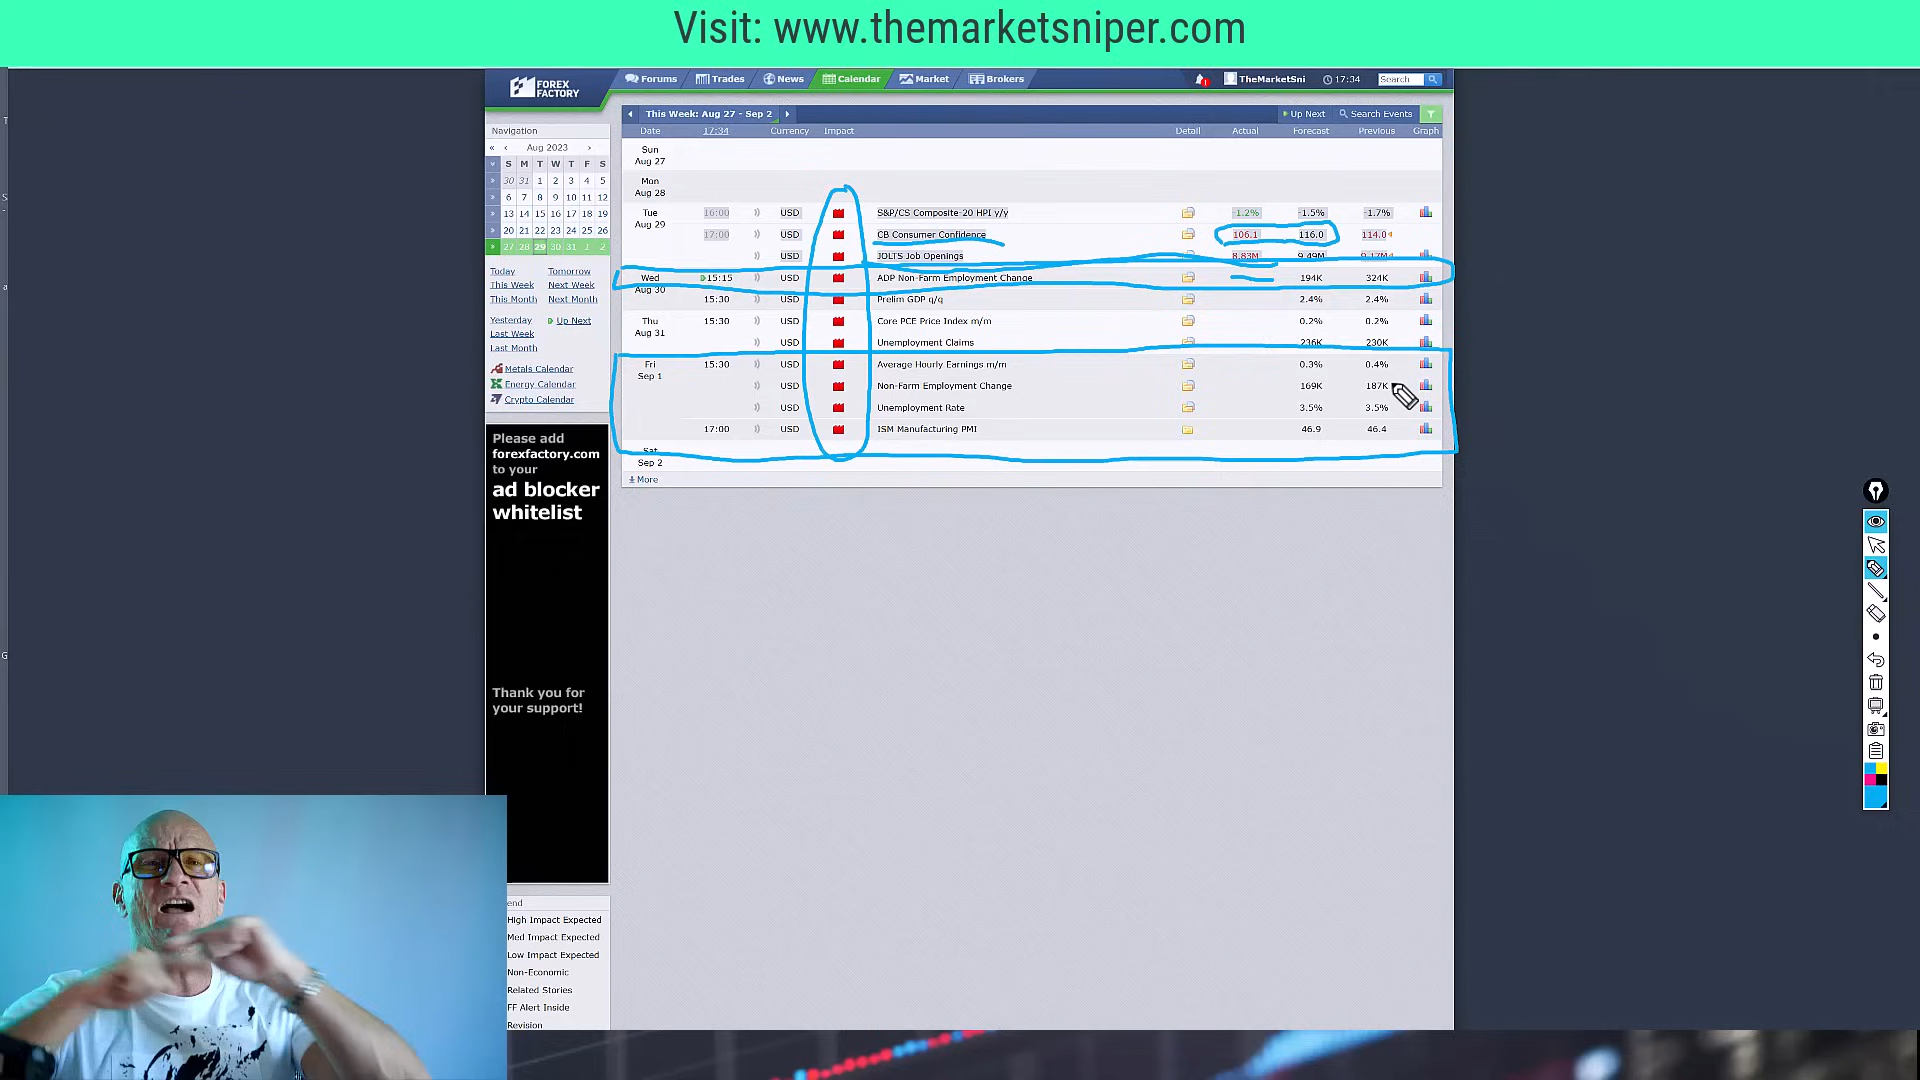 Visit: www.themarketsniper.com
FOREX FACTORY
Forums Trades News Calendar Market Brokers
TheMarketSni 17:34 Search
This Week: Aug 27 - Sep 2 Up Next Search Events
Date 17:34 Currency Impact Detail Actual Forecast Previous Graph
Sun
Aug 27
Mon
Aug 28
Tue 16:00 USD S&P/CS Composite-20 HPI y/y -1.2% -1.5% -1.7%
Aug 29
17:00 USD CB Consumer Confidence 106.1 116.0 114.0
USD JOLTS Job Openings 8.83M 9.49M 9.17M
Wed 15:15 USD ADP Non-Farm Employment Change 194K 324K
Aug 30
15:30 USD Prelim GDP q/q 2.4% 2.4%
Thu 15:30 USD Core PCE Price Index m/m 0.2% 0.2%
Aug 31
USD Unemployment Claims 236K 230K
Fri 15:30 USD Average Hourly Earnings m/m 0.3% 0.4%
Sep 1
USD Non-Farm Employment Change 169K 187K
USD Unemployment Rate 3.5% 3.5%
17:00 USD ISM Manufacturing PMI 46.9 46.4
Sat
Sep 2
More
Navigation
« ‹ Aug 2023 ›
S M T W T F S
30 31 1 2 3 4 5
6 7 8 9 10 11 12
13 14 15 16 17 18 19
20 21 22 23 24 25 26
27 28 29 30 31 1 2
Today Tomorrow
This Week Next Week
This Month Next Month
Yesterday Up Next
Last Week
Last Month
Metals Calendar
Energy Calendar
Crypto Calendar
Please add
forexfactory.com
to your
ad blocker
whitelist
Thank you for
your support!
end
High Impact Expected
Med Impact Expected
Low Impact Expected
Non-Economic
Related Stories
FF Alert Inside
Revision